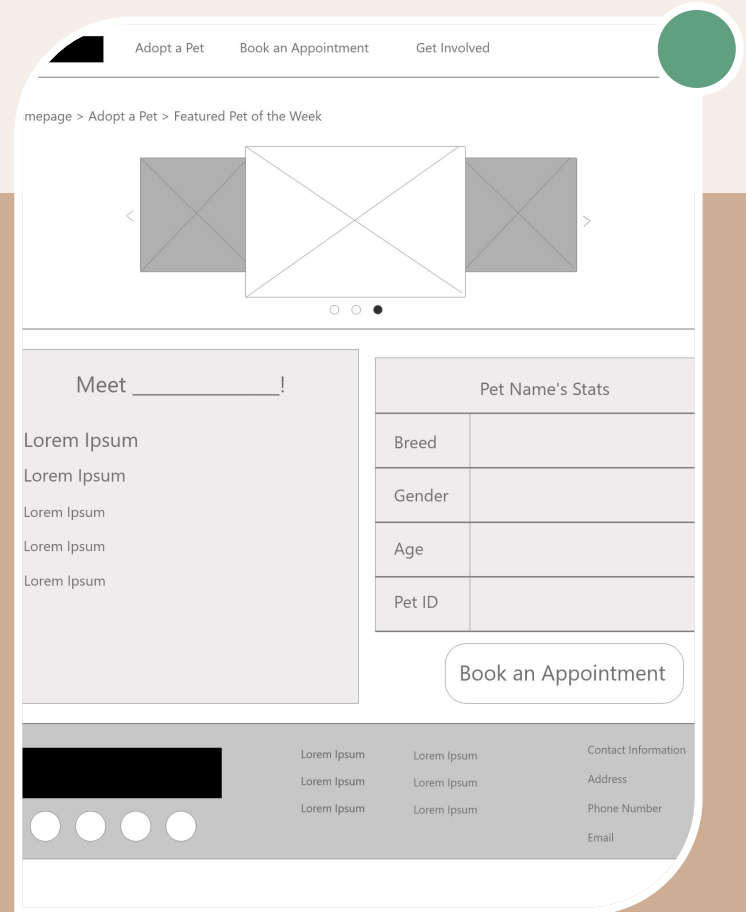 Adopt a Pet Book an Appointment Get Involved
mepage > Adopt a Pet > Featured Pet of the Week
< >
Meet ______________!
Lorem Ipsum
Lorem Ipsum
Lorem Ipsum
Lorem Ipsum
Lorem Ipsum
Pet Name's Stats
Breed
Gender
Age
Pet ID
Book an Appointment
Lorem Ipsum
Lorem Ipsum
Lorem Ipsum
Lorem Ipsum
Lorem Ipsum
Lorem Ipsum
Contact Information
Address
Phone Number
Email